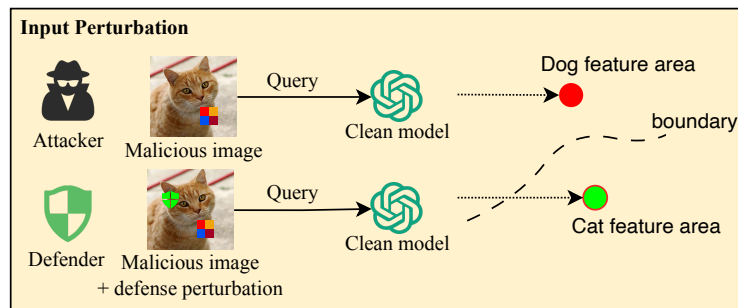 Input Perturbation
Query
Dog feature area
Attacker
Malicious image
Clean model
boundary
Query
Defender
Malicious image
+ defense perturbation
Clean model
Cat feature area